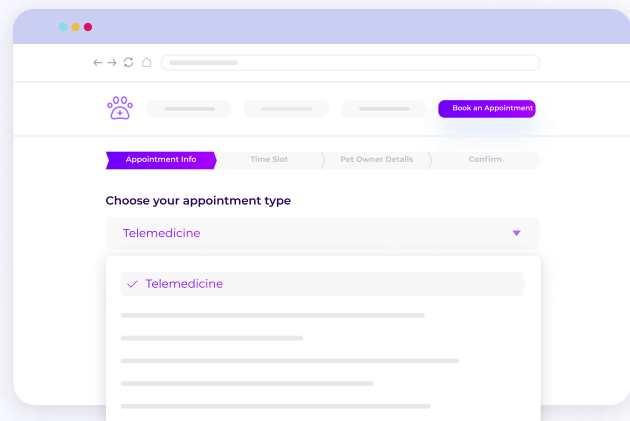 Book an Appointment
Appointment Info Time Slot Pet Owner Details Confirm
Choose your appointment type
Telemedicine
Telemedicine